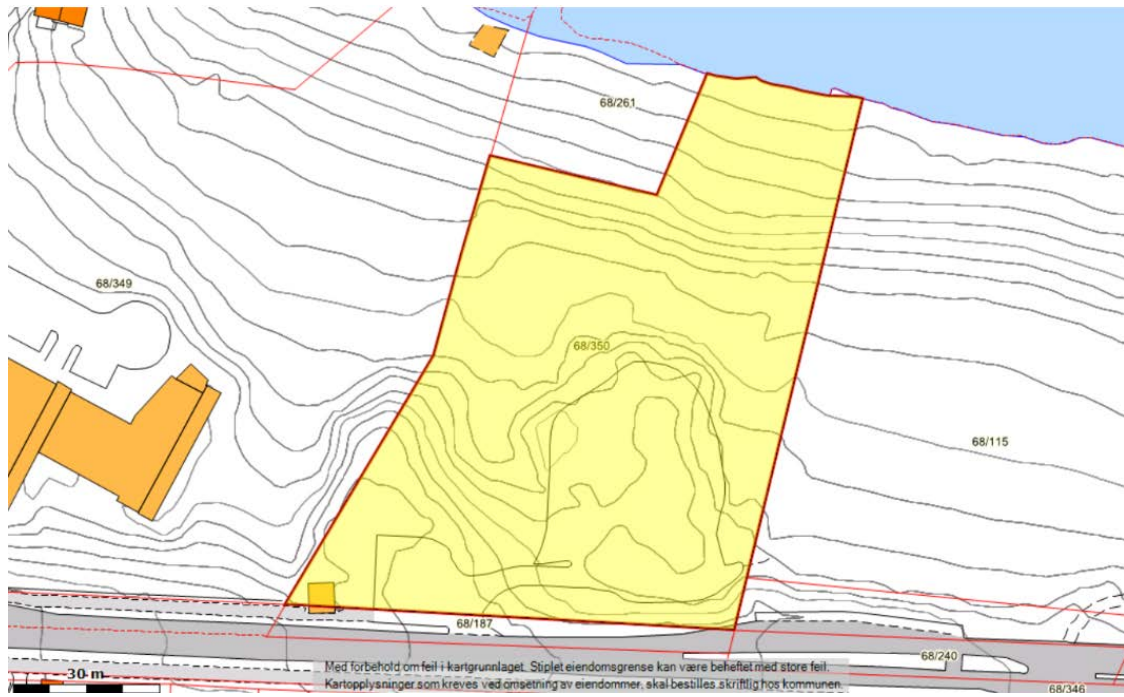 68/261
68/349
68/350
68/115
68/187
68/240
30 m
Med forbehold om feil i kartgrunnlaget. Stiplet eiendomsgrense kan være beheftet med store feil.
Kartopplysninger som kreves ved omsetning av eiendommer, skal bestilles skriftlig hos kommunen.
68/346